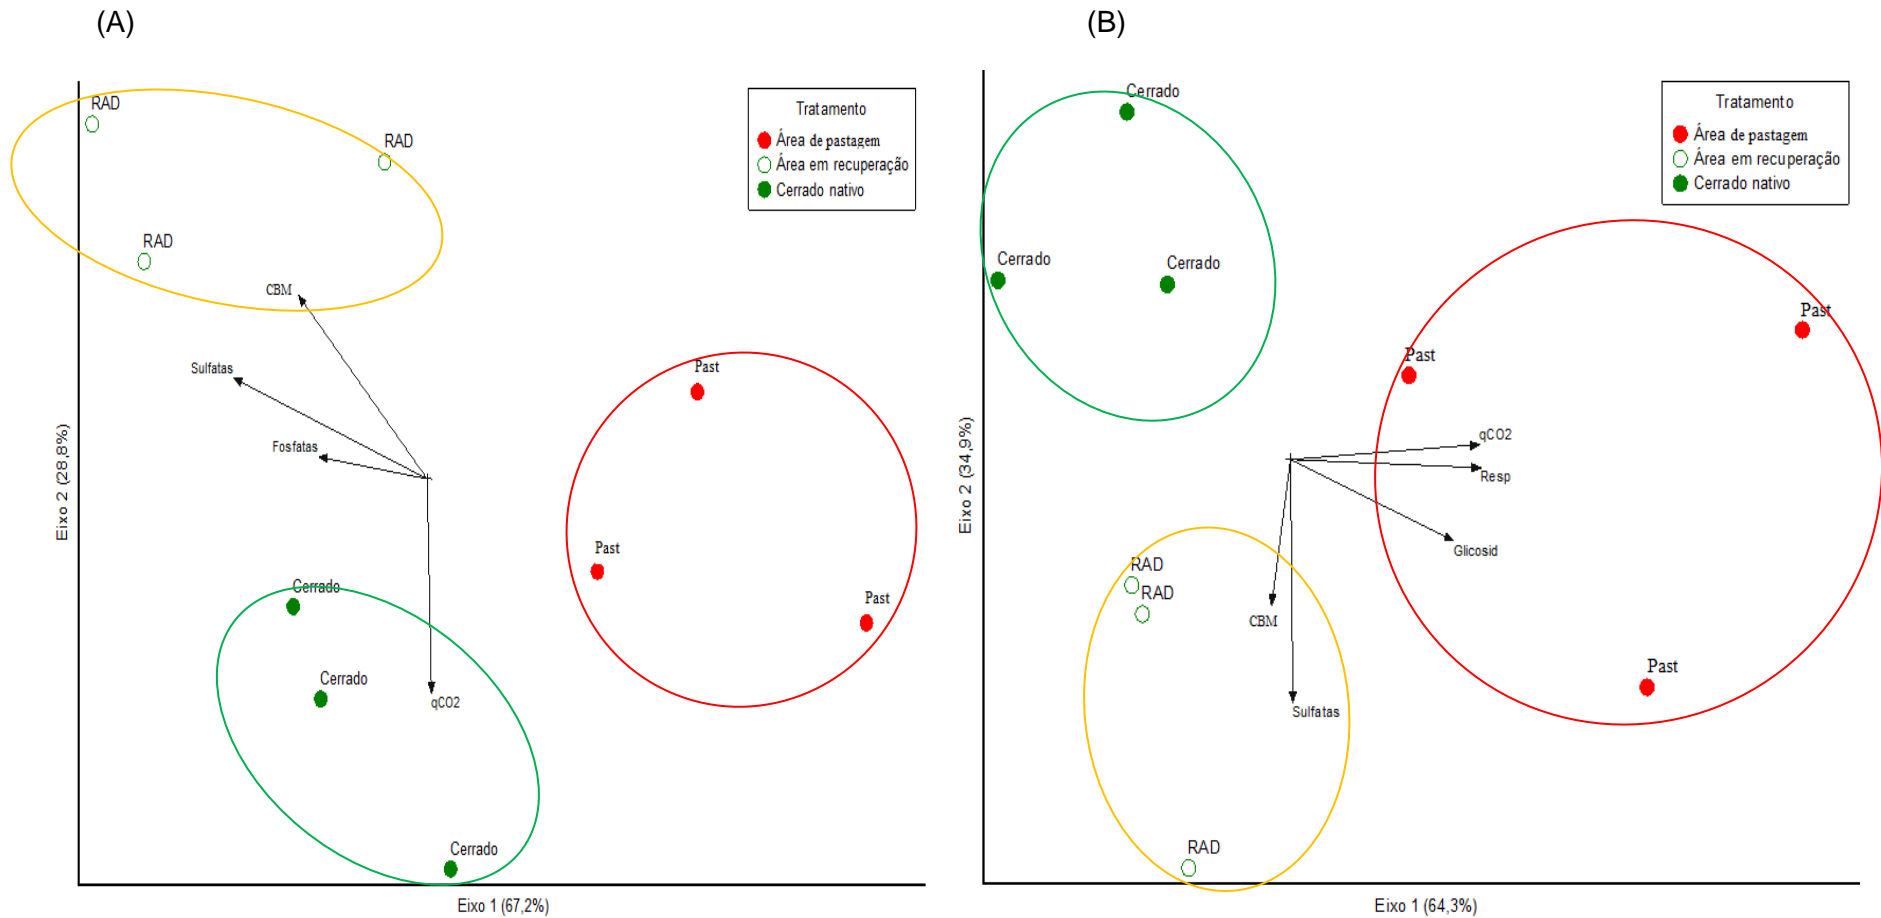 (A)
RAD
RAD
RAD
CBM
Sulfatas
Fosfatas
Past
Past
Past
Cerrado
Cerrado
qCO2
Cerrado
Tratamento
Área de pastagem
Área em recuperação
Cerrado nativo
Eixo 2 (28,8%)
Eixo 1 (67,2%)
(B)
Cerrado
Cerrado
Cerrado
Tratamento
Área de pastagem
Área em recuperação
Cerrado nativo
Past
Past
qCO2
Resp
Glicosid
RAD
RAD
CBM
Past
Sulfatas
RAD
Eixo 2 (34,9%)
Eixo 1 (64,3%)